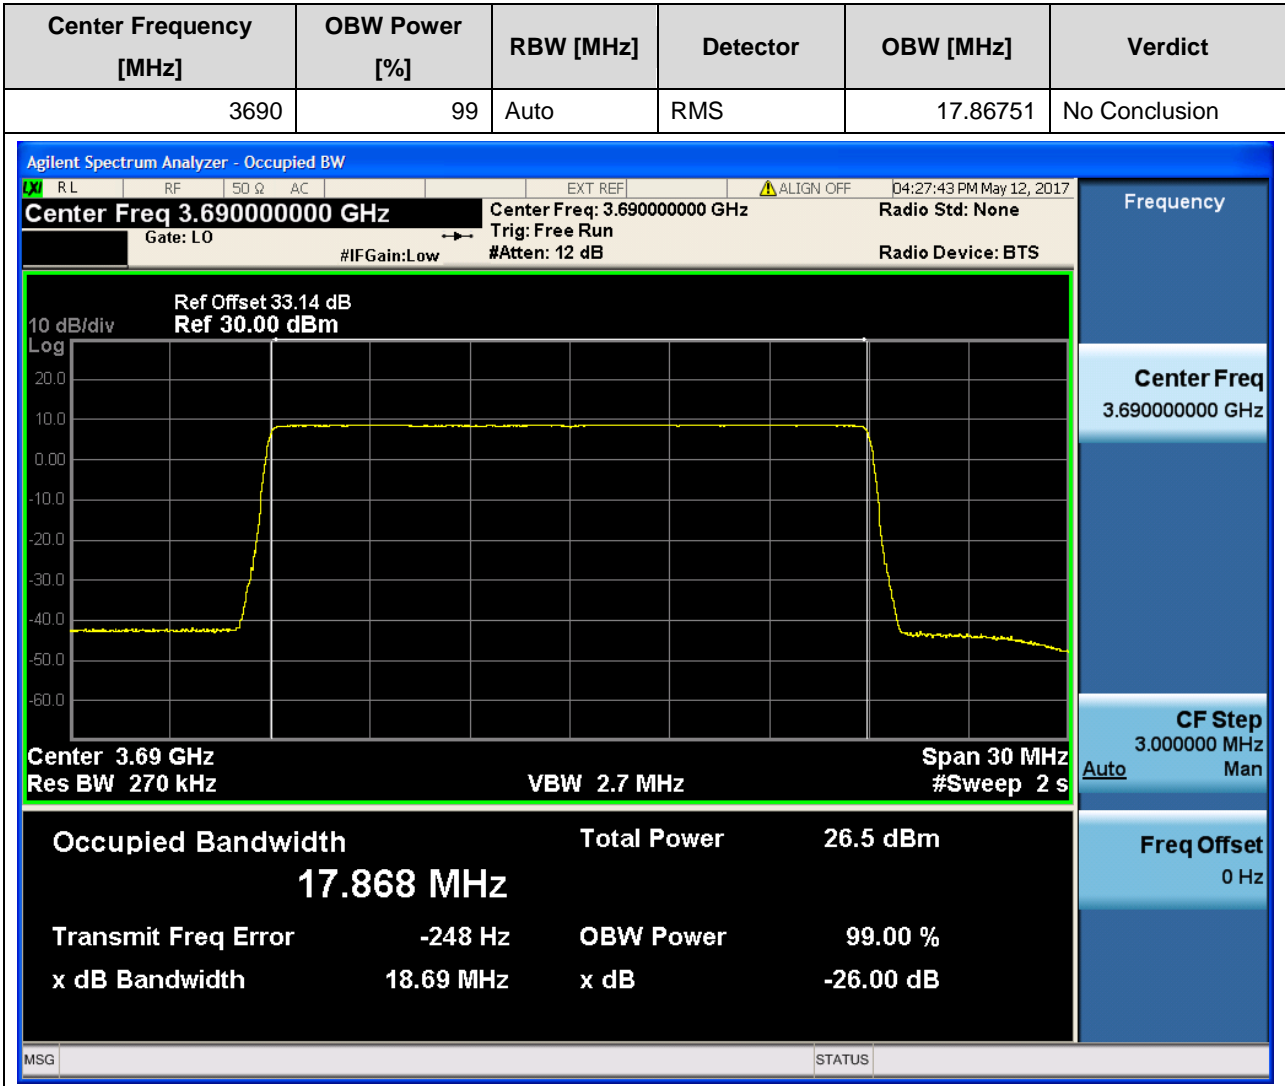 Center Frequency [MHz] OBW Power [%] RBW [MHz] Detector OBW [MHz] Verdict
3690 99 Auto RMS 17.86751 No Conclusion
Agilent Spectrum Analyzer - Occupied BW
LXI RL RF 50 Ω AC EXT REF ALIGN OFF 04:27:43 PM May 12, 2017
Center Freq 3.690000000 GHz
Center Freq: 3.690000000 GHz
Radio Std: None
Gate: LO
Trig: Free Run
#IFGain:Low
#Atten: 12 dB
Radio Device: BTS
Ref Offset 33.14 dB
10 dB/div Ref 30.00 dBm
Log
20.0
10.0
0.00
-10.0
-20.0
-30.0
-40.0
-50.0
-60.0
Center 3.69 GHz Span 30 MHz
Res BW 270 kHz VBW 2.7 MHz #Sweep 2 s
Occupied Bandwidth Total Power 26.5 dBm
17.868 MHz
Transmit Freq Error -248 Hz OBW Power 99.00 %
x dB Bandwidth 18.69 MHz x dB -26.00 dB
MSG STATUS
Frequency
Center Freq
3.690000000 GHz
CF Step
3.000000 MHz
Auto Man
Freq Offset
0 Hz